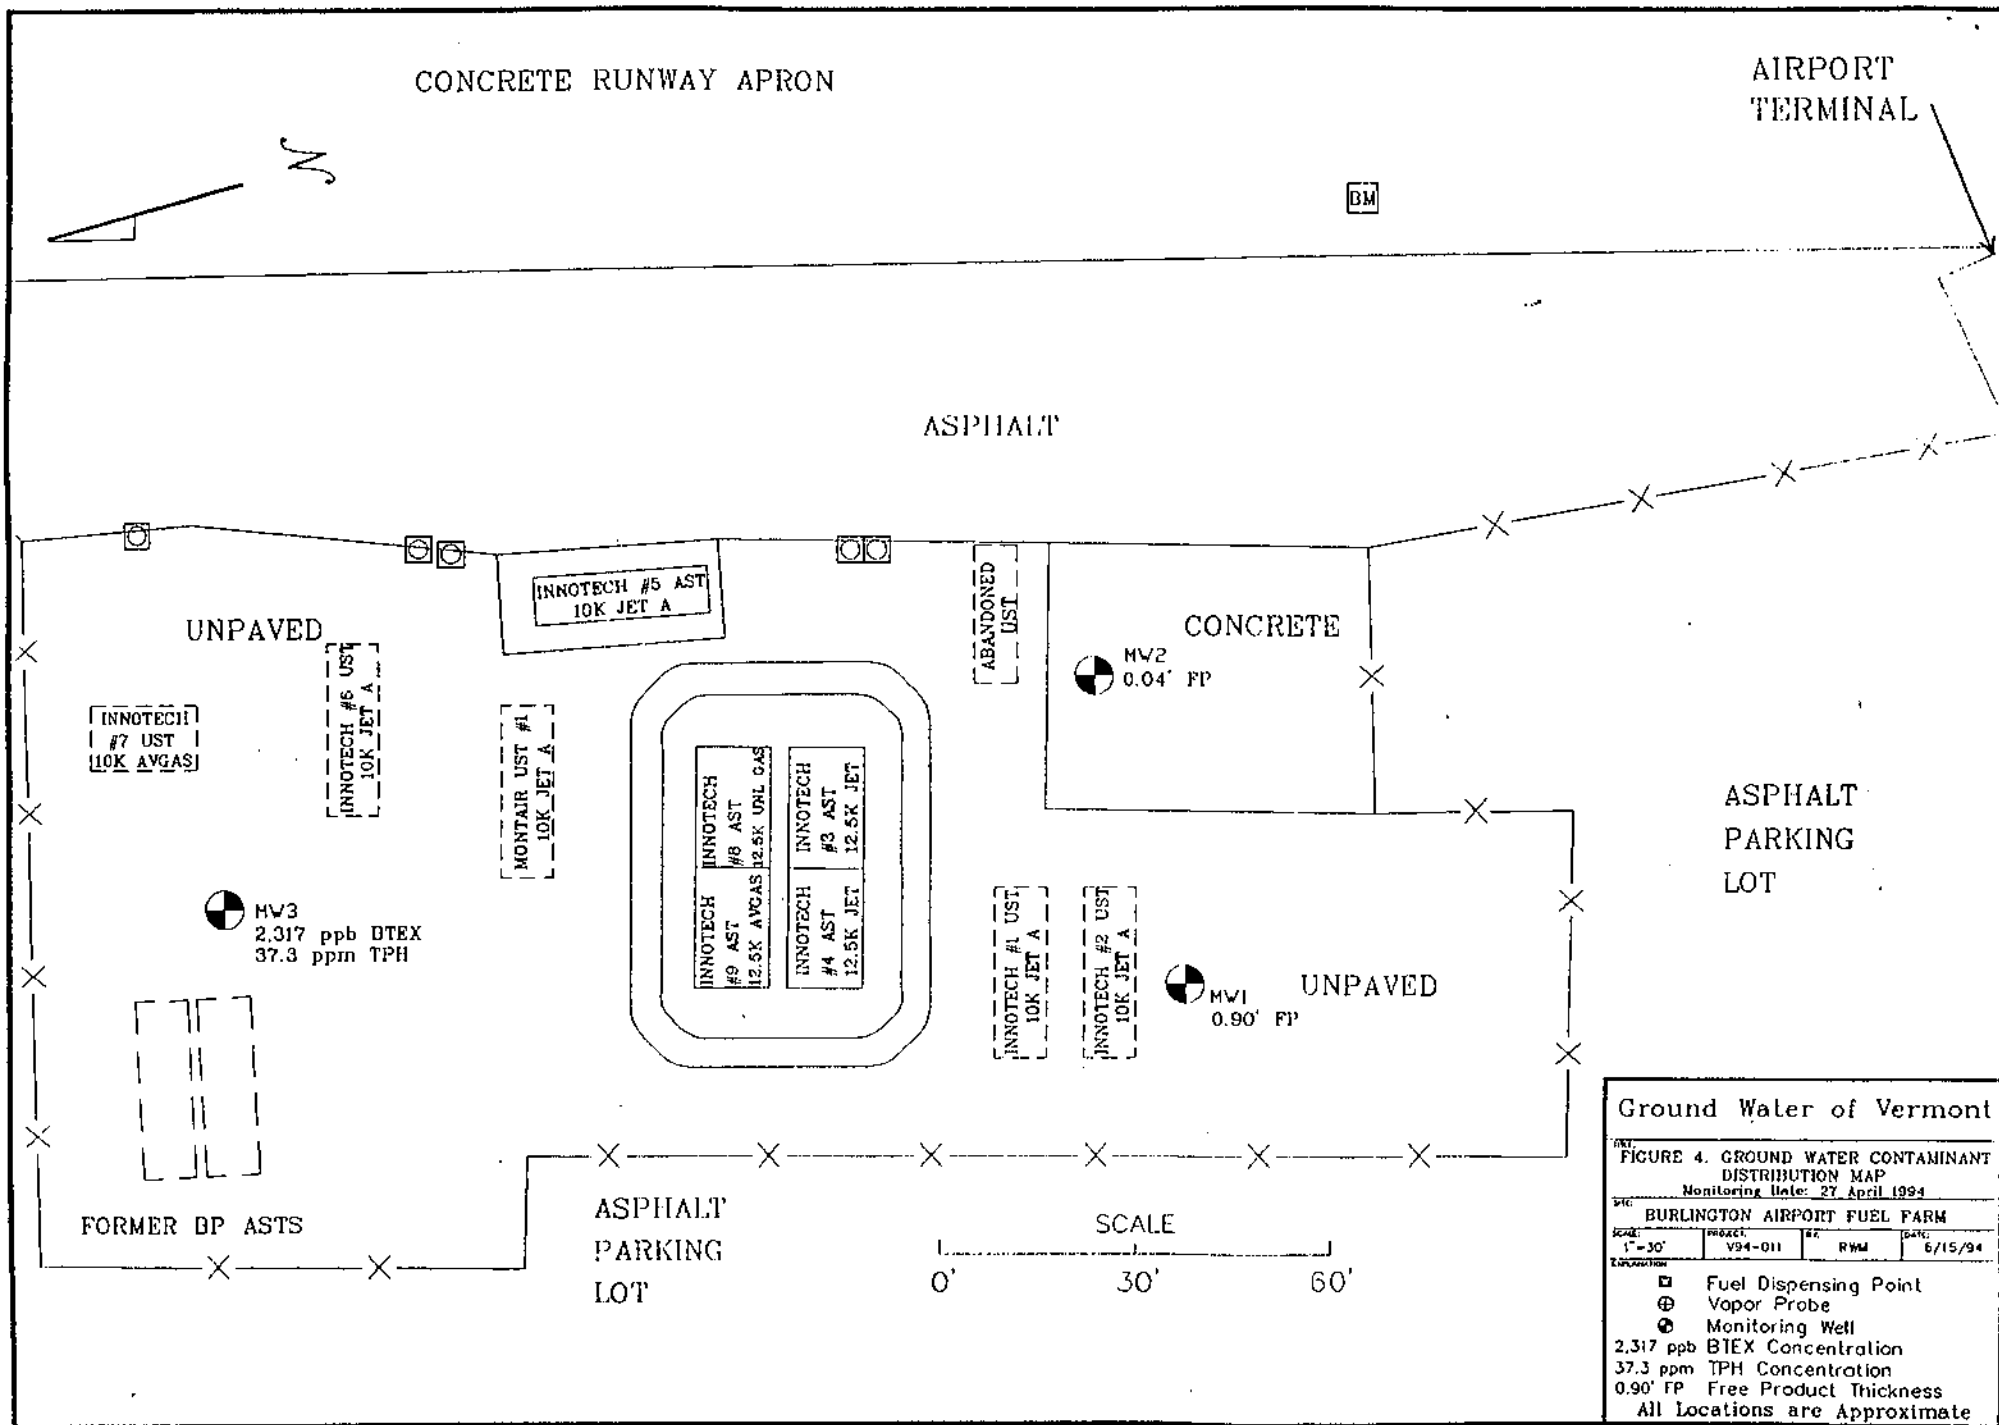 CONCRETE RUNWAY APRON
AIRPORT
TERMINAL
N
BM
ASPHALT
INNOTECH #5 AST
10K JET A
ABANDONED
UST
UNPAVED
CONCRETE
MW2
0.04' FP
INNOTECH #6 UST
10K JET A
INNOTECH
#7 UST
10K AVGAS
MONTAIR UST #1
10K JET A
INNOTECH
#8 AST
12.5K UNL GAS
INNOTECH
#3 AST
12.5K JET
INNOTECH
#9 AST
12.5K AVGAS
INNOTECH
#4 AST
12.5K JET
ASPHALT
PARKING
LOT
MW3
2,317 ppb BTEX
37.3 ppm TPH
INNOTECH #1 UST
10K JET A
INNOTECH #2 UST
10K JET A
MW1
0.90' FP
UNPAVED
FORMER BP ASTS
ASPHALT
PARKING
LOT
SCALE
0' 30' 60'
Ground Water of Vermont
TITLE:
FIGURE 4. GROUND WATER CONTAMINANT
DISTRIBUTION MAP
Monitoring Date: 27 April 1994
SITE:
BURLINGTON AIRPORT FUEL FARM
SCALE: PROJECT: BY: DATE:
1"=30' V94-011 RWM 6/15/94
EXPLANATION
Fuel Dispensing Point
Vapor Probe
Monitoring Well
2,317 ppb BTEX Concentration
37.3 ppm TPH Concentration
0.90' FP Free Product Thickness
All Locations are Approximate